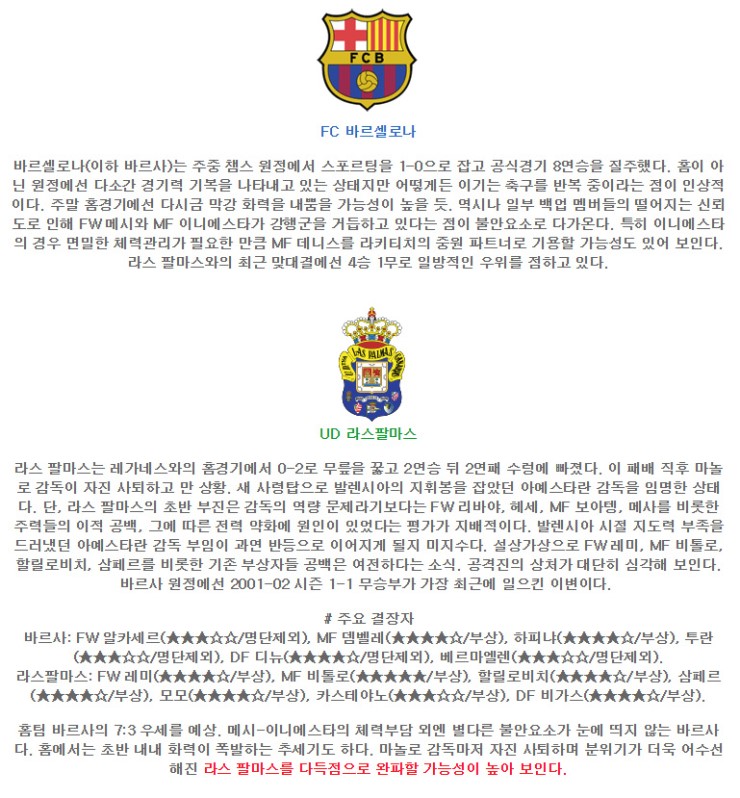 FCB
FC 바르셀로나
바르셀로나(이하 바르사)는 주중 챔스 원정에서 스포르팅을 1-0으로 잡고 공식경기 8연승을 질주했다. 홈이 아
닌 원정에선 다소간 경기력 기복을 나타내고 있는 상태지만 어떻게든 이기는 축구를 반복 중이라는 점이 인상적
이다. 주말 홈경기에선 다시금 막강 화력을 내뿜을 가능성이 높을 듯. 역시나 일부 백업 멤버들의 떨어지는 신뢰
도로 인해 FW 메시와 MF 이니에스타가 강행군을 거듭하고 있다는 점이 불안요소로 다가온다. 특히 이니에스타
의 경우 면밀한 체력관리가 필요한 만큼 MF 데니스를 라키티치의 중원 파트너로 기용할 가능성도 있어 보인다.
라스 팔마스와의 최근 맞대결에선 4승 1무로 일방적인 우위를 점하고 있다.
LAS PALMAS
UD 라스팔마스
라스 팔마스는 레가네스와의 홈경기에서 0-2로 무릎을 꿇고 2연승 뒤 2연패 수렁에 빠졌다. 이 패배 직후 마놀
로 감독이 자진 사퇴하고 만 상황. 새 사령탑으로 발렌시아의 지휘봉을 잡았던 아예스타란 감독을 임명한 상태
다. 단, 라스 팔마스의 초반 부진은 감독의 역량 문제라기보다는 FW 리바야, 헤세, MF 보아텡, 메사를 비롯한
주력들의 이적 공백, 그에 따른 전력 약화에 원인이 있었다는 평가가 지배적이다. 발렌시아 시절 지도력 부족을
드러냈던 아예스타란 감독 부임이 과연 반등으로 이어지게 될지 미지수다. 설상가상으로 FW 레미, MF 비톨로,
할릴로비치, 삼페르를 비롯한 기존 부상자들 공백은 여전하다는 소식. 공격진의 상처가 대단히 심각해 보인다.
바르사 원정에선 2001-02 시즌 1-1 무승부가 가장 최근에 일으킨 이변이다.
# 주요 결장자
바르사: FW 알카세르(★★★☆☆/명단제외), MF 뎀벨레(★★★★☆/부상), 하피냐(★★★★☆/부상), 투란
(★★★☆☆/명단제외), DF 디뉴(★★★★☆/명단제외), 베르마엘렌(★★★☆☆/명단제외).
라스팔마스: FW 레미(★★★★☆/부상), MF 비톨로(★★★★★/부상), 할릴로비치(★★★★☆/부상), 삼페르
(★★★★☆/부상), 모모(★★★★☆/부상), 카스테야노(★★★☆☆/부상), DF 비가스(★★★★☆/부상).
홈팀 바르사의 7:3 우세를 예상. 메시-이니에스타의 체력부담 외엔 별다른 불안요소가 눈에 띄지 않는 바르사
다. 홈에서는 초반 내내 화력이 폭발하는 추세기도 하다. 마놀로 감독마저 자진 사퇴하며 분위기가 더욱 어수선
해진 라스 팔마스를 다득점으로 완파할 가능성이 높아 보인다.